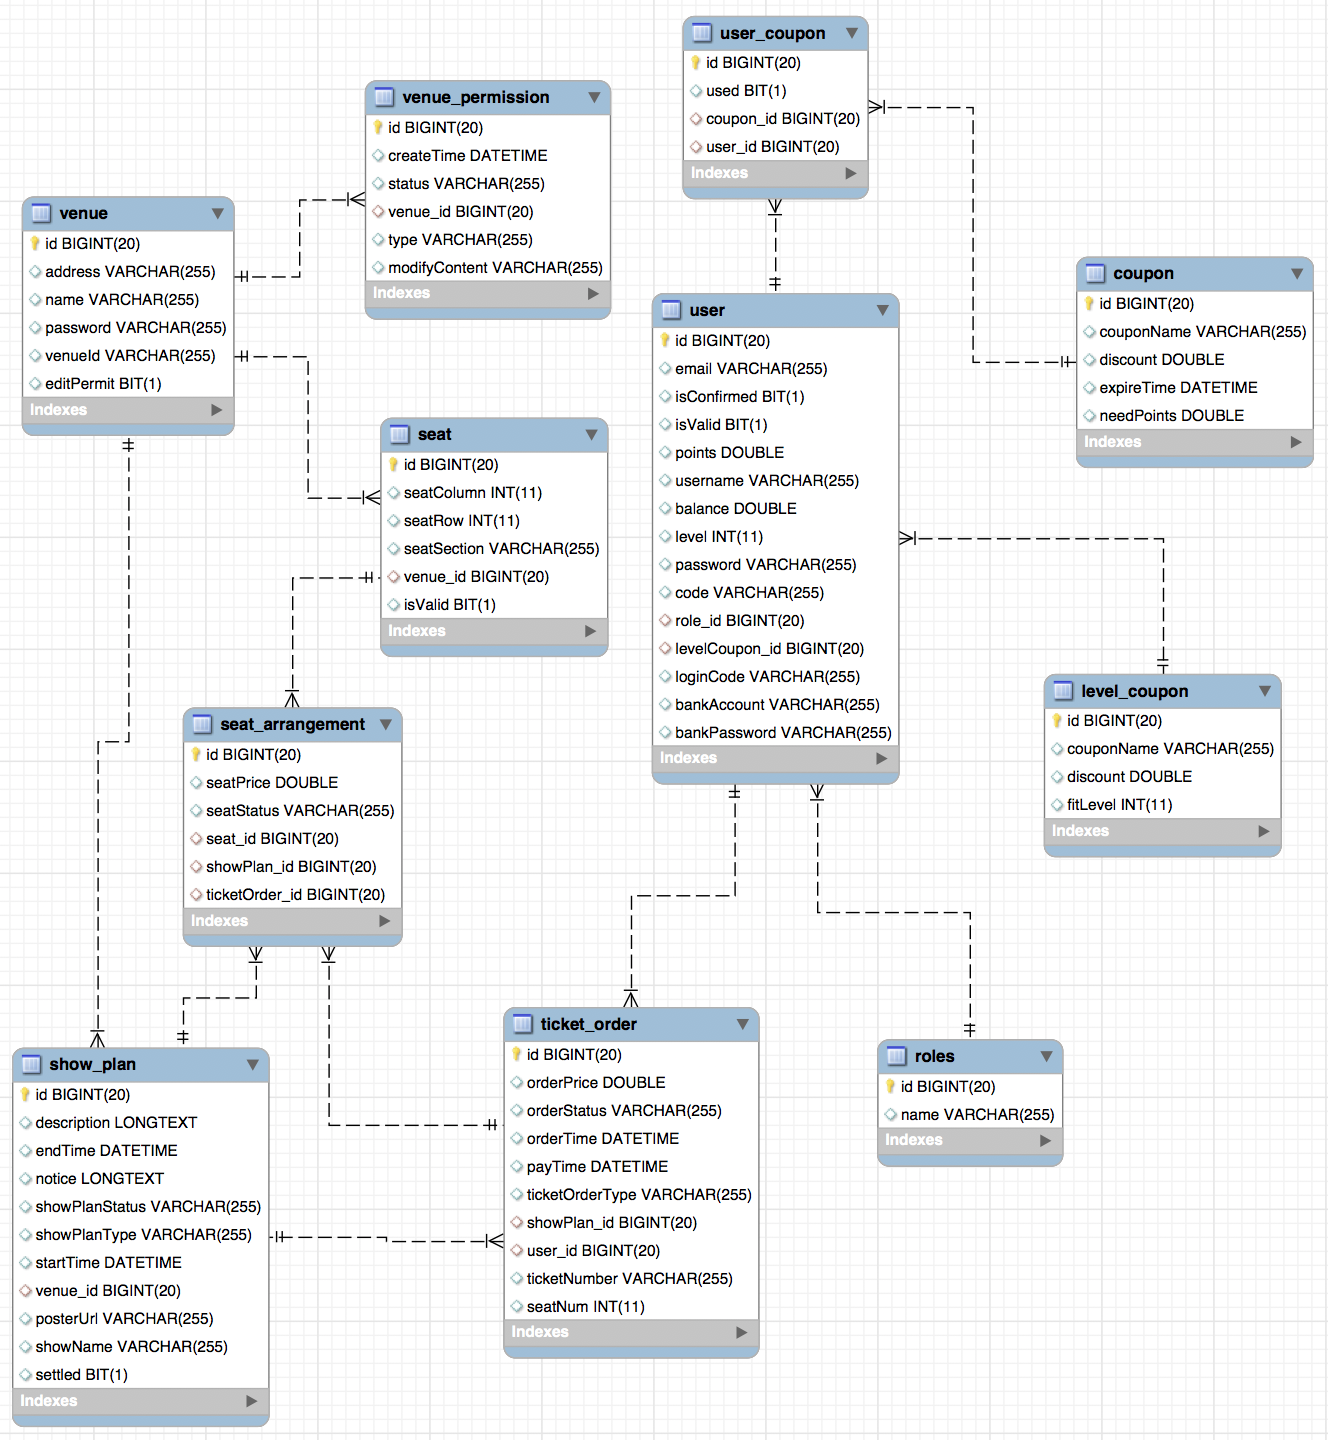 user_coupon
id BIGINT(20)
used BIT(1)
coupon_id BIGINT(20)
user_id BIGINT(20)
Indexes
venue_permission
id BIGINT(20)
createTime DATETIME
status VARCHAR(255)
venue_id BIGINT(20)
type VARCHAR(255)
modifyContent VARCHAR(255)
Indexes
venue
id BIGINT(20)
address VARCHAR(255)
name VARCHAR(255)
password VARCHAR(255)
venueId VARCHAR(255)
editPermit BIT(1)
Indexes
coupon
id BIGINT(20)
couponName VARCHAR(255)
discount DOUBLE
expireTime DATETIME
needPoints DOUBLE
Indexes
user
id BIGINT(20)
email VARCHAR(255)
isConfirmed BIT(1)
isValid BIT(1)
points DOUBLE
username VARCHAR(255)
balance DOUBLE
level INT(11)
password VARCHAR(255)
code VARCHAR(255)
role_id BIGINT(20)
levelCoupon_id BIGINT(20)
loginCode VARCHAR(255)
bankAccount VARCHAR(255)
bankPassword VARCHAR(255)
Indexes
seat
id BIGINT(20)
seatColumn INT(11)
seatRow INT(11)
seatSection VARCHAR(255)
venue_id BIGINT(20)
isValid BIT(1)
Indexes
level_coupon
id BIGINT(20)
couponName VARCHAR(255)
discount DOUBLE
fitLevel INT(11)
Indexes
seat_arrangement
id BIGINT(20)
seatPrice DOUBLE
seatStatus VARCHAR(255)
seat_id BIGINT(20)
showPlan_id BIGINT(20)
ticketOrder_id BIGINT(20)
Indexes
ticket_order
id BIGINT(20)
orderPrice DOUBLE
orderStatus VARCHAR(255)
orderTime DATETIME
payTime DATETIME
ticketOrderType VARCHAR(255)
showPlan_id BIGINT(20)
user_id BIGINT(20)
ticketNumber VARCHAR(255)
seatNum INT(11)
Indexes
roles
id BIGINT(20)
name VARCHAR(255)
Indexes
show_plan
id BIGINT(20)
description LONGTEXT
endTime DATETIME
notice LONGTEXT
showPlanStatus VARCHAR(255)
showPlanType VARCHAR(255)
startTime DATETIME
venue_id BIGINT(20)
posterUrl VARCHAR(255)
showName VARCHAR(255)
settled BIT(1)
Indexes